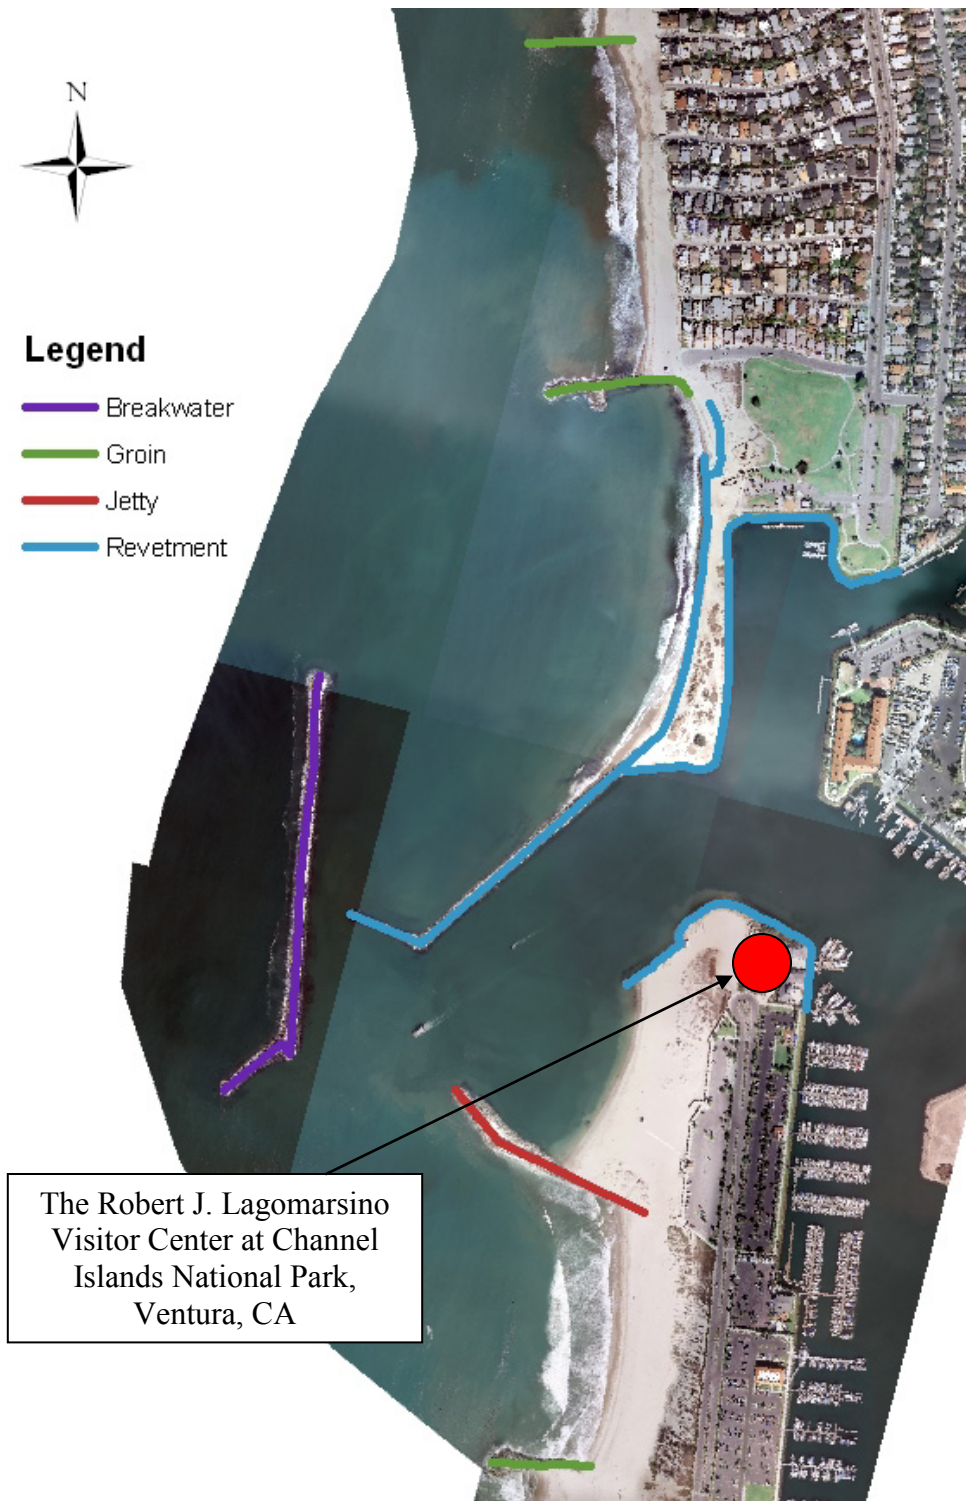 N
Legend
Breakwater
Groin
Jetty
Revetment
The Robert J. Lagomarsino
Visitor Center at Channel
Islands National Park,
Ventura, CA